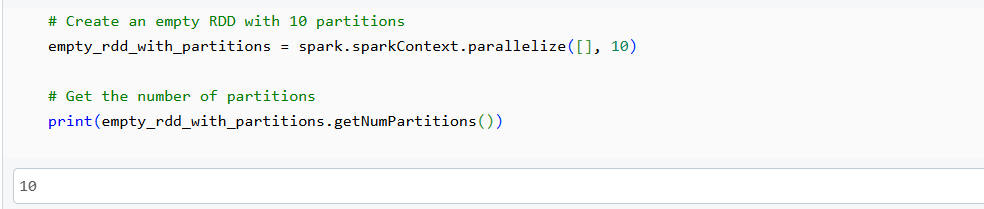 # Create an empty RDD with 10 partitions
empty_rdd_with_partitions = spark.sparkContext.parallelize([], 10)
# Get the number of partitions
print(empty_rdd_with_partitions.getNumPartitions())
10